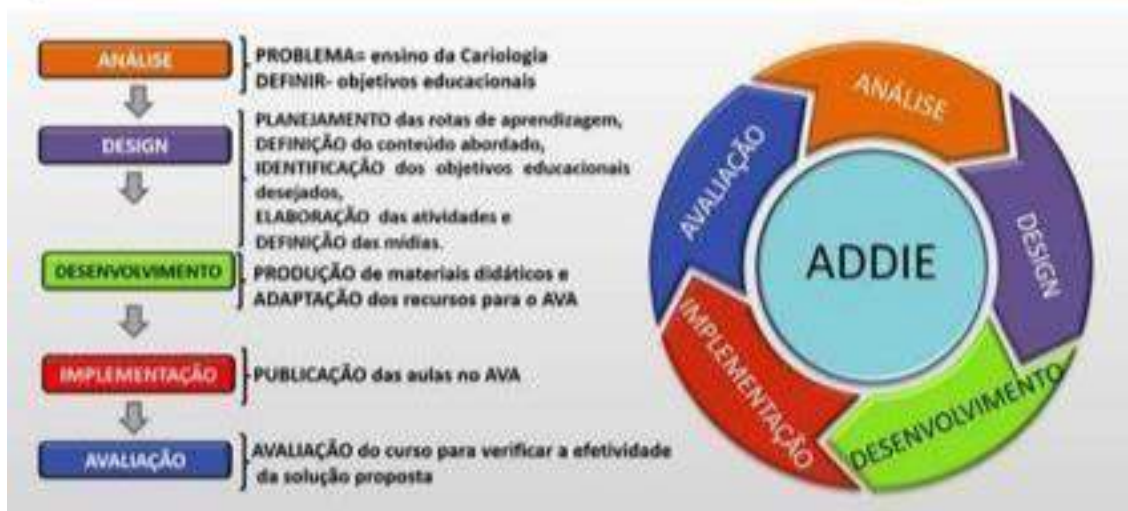 ANÁLISE
PROBLEMA= ensino da Cariologia
DEFINIR- objetivos educacionais
DESIGN
PLANEJAMENTO das rotas de aprendizagem,
DEFINIÇÃO do conteúdo abordado,
IDENTIFICAÇÃO dos objetivos educacionais
desejados,
ELABORAÇÃO das atividades e
DEFINIÇÃO das mídias.
DESENVOLVIMENTO
PRODUÇÃO de materiais didáticos e
ADAPTAÇÃO dos recursos para o AVA
IMPLEMENTAÇÃO
PUBLICAÇÃO das aulas no AVA
AVALIAÇÃO
AVALIAÇÃO do curso para verificar a efetividade
da solução proposta
ANÁLISE
DESIGN
DESENVOLVIMENTO
IMPLEMENTAÇÃO
AVALIAÇÃO
ADDIE